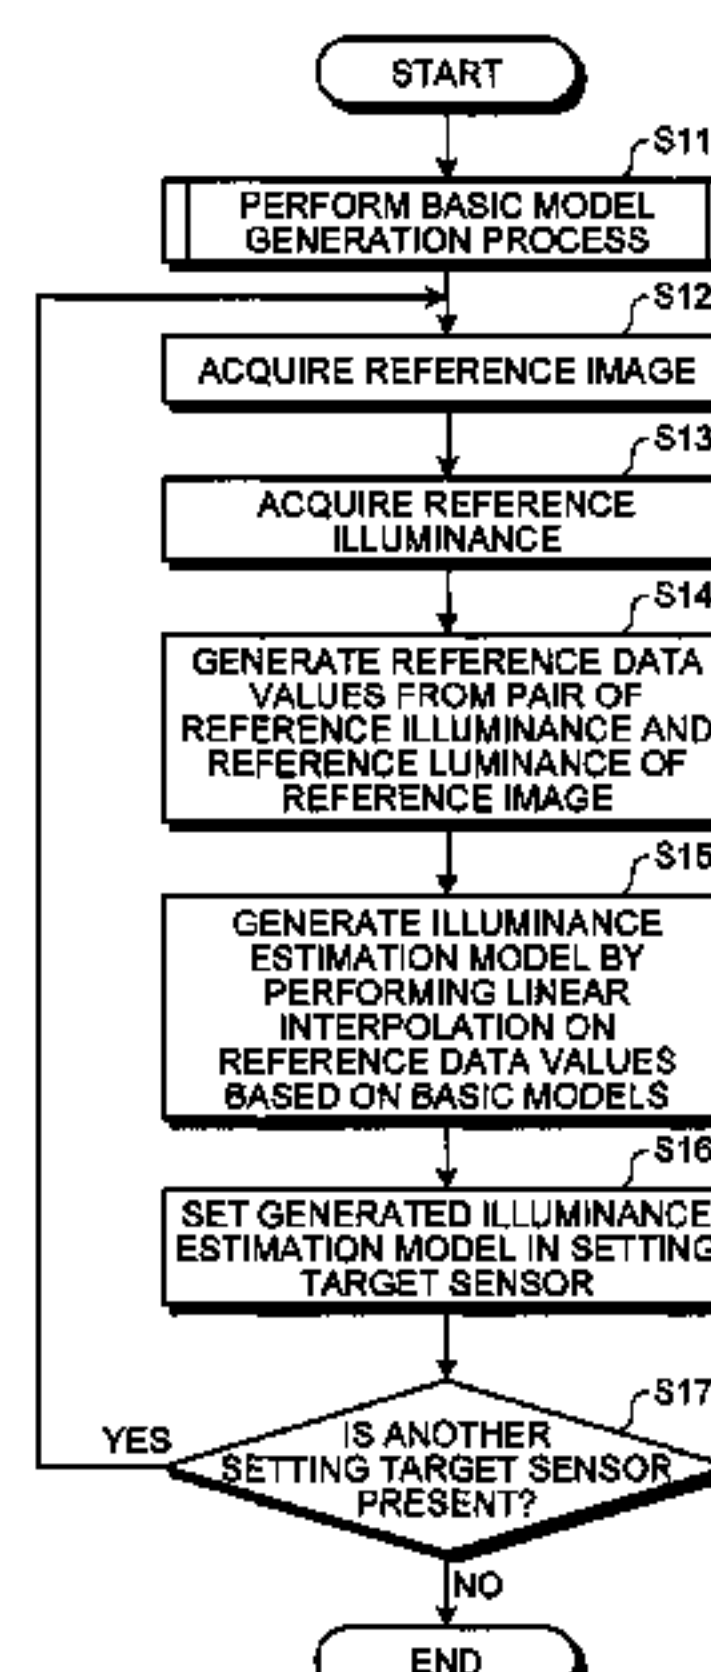 START
S11
PERFORM BASIC MODEL
GENERATION PROCESS
S12
ACQUIRE REFERENCE IMAGE
S13
ACQUIRE REFERENCE
ILLUMINANCE
S14
GENERATE REFERENCE DATA
VALUES FROM PAIR OF
REFERENCE ILLUMINANCE AND
REFERENCE LUMINANCE OF
REFERENCE IMAGE
S15
GENERATE ILLUMINANCE
ESTIMATION MODEL BY
PERFORMING LINEAR
INTERPOLATION ON
REFERENCE DATA VALUES
BASED ON BASIC MODELS
S16
SET GENERATED ILLUMINANCE
ESTIMATION MODEL IN SETTING
TARGET SENSOR
S17
YES
IS ANOTHER
SETTING TARGET SENSOR
PRESENT?
NO
END